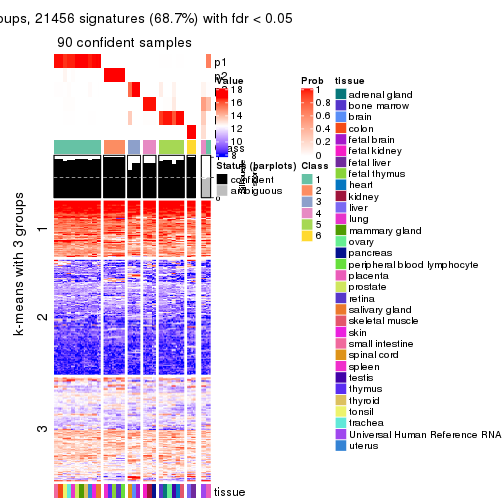 oups, 21456 signatures (68.7%) with fdr < 0.05
90 confident samples
p1
Value
18
16
14
12
10
8
Prob
1
0.8
0.6
0.4
0.2
0
Status (barplots)
confident
ambiguous
Class
1
2
3
4
5
6
tissue
adrenal gland
bone marrow
brain
colon
fetal brain
fetal kidney
fetal liver
fetal thymus
heart
kidney
liver
lung
mammary gland
ovary
pancreas
peripheral blood lymphocyte
placenta
prostate
retina
salivary gland
skeletal muscle
skin
small intestine
spinal cord
spleen
testis
thymus
thyroid
tonsil
trachea
Universal Human Reference RNA
uterus
k-means with 3 groups
1
2
3
tissue